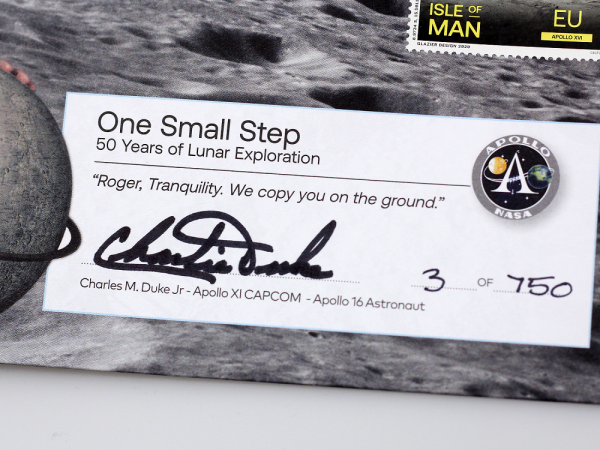 ISLE OF
MAN
EU
APOLLO XVI
GLAZIER DESIGN 2020
One Small Step
50 Years of Lunar Exploration
"Roger, Tranquility. We copy you on the ground."
APOLLO
NASA
Charlie Duke
3 OF 750
Charles M. Duke Jr - Apollo XI CAPCOM - Apollo 16 Astronaut